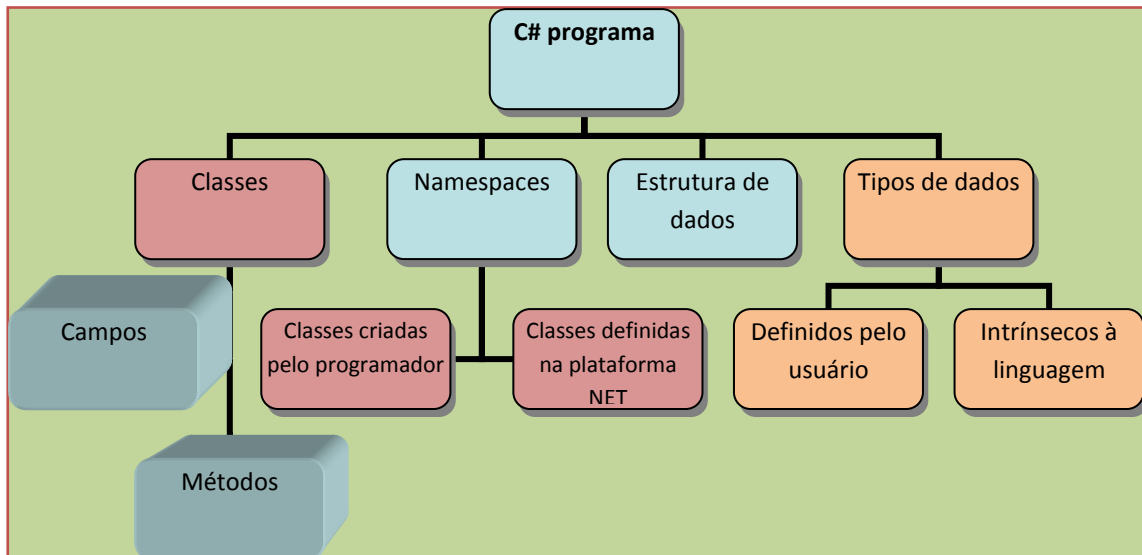 C# programa
Classes
Namespaces
Estrutura de
dados
Tipos de dados
Campos
Classes criadas
pelo programador
Classes definidas
na plataforma
NET
Definidos pelo
usuário
Intrínsecos à
linguagem
Métodos